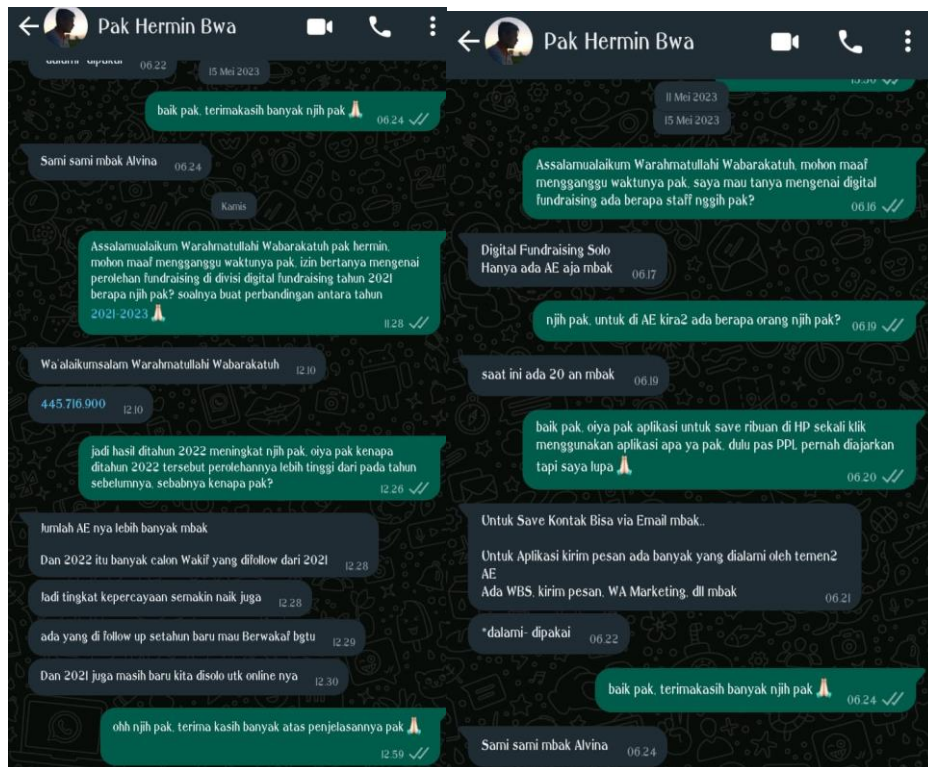 Pak Hermin Bwa
06.22
15 Mei 2023
baik pak, terimakasih banyak njih pak 🙏🏻
06.24
Sami sami mbak Alvina 06.24
Kamis
Assalamualaikum Warahmatullahi Wabarakatuh pak hermin,
mohon maaf mengganggu waktunya pak, izin bertanya mengenai
perolehan fundraising di divisi digital fundraising tahun 2021
berapa njih pak? soalnya buat perbandingan antara tahun
2021-2023 🙏🏻
11.28
Wa'alaikumsalam Warahmatullahi Wabarakatuh 12.10
445.716.900 12.10
jadi hasil ditahun 2022 meningkat njih pak, oiya pak kenapa
ditahun 2022 tersebut perolehannya lebih tinggi dari pada tahun
sebelumnya, sebabnya kenapa pak?
12.26
Jumlah AE nya lebih banyak mbak
Dan 2022 itu banyak calon Wakif yang difollow dari 2021 12.28
Jadi tingkat kepercayaan semakin naik juga 12.28
ada yang di follow up setahun baru mau Berwakaf bgtu 12.29
Dan 2021 juga masih baru kita disolo utk online nya 12.30
ohh njih pak, terima kasih banyak atas penjelasannya pak 🙏🏻
12.59
Pak Hermin Bwa
11 Mei 2023
15 Mei 2023
Assalamualaikum Warahmatullahi Wabarakatuh, mohon maaf
mengganggu waktunya pak, saya mau tanya mengenai digital
fundraising ada berapa staff nggih pak?
06.16
Digital Fundraising Solo
Hanya ada AE aja mbak 06.17
njih pak, untuk di AE kira2 ada berapa orang njih pak? 06.19
saat ini ada 20 an mbak 06.19
baik pak, oiya pak aplikasi untuk save ribuan di HP sekali klik
menggunakan aplikasi apa ya pak, dulu pas PPL pernah diajarkan
tapi saya lupa 🙏🏻
06.20
Untuk Save Kontak Bisa via Email mbak..
Untuk Aplikasi kirim pesan ada banyak yang dialami oleh temen2
AE
Ada WBS, kirim pesan, WA Marketing, dll mbak
06.21
*dalami- dipakai 06.22
baik pak, terimakasih banyak njih pak 🙏🏻
06.24
Sami sami mbak Alvina 06.24